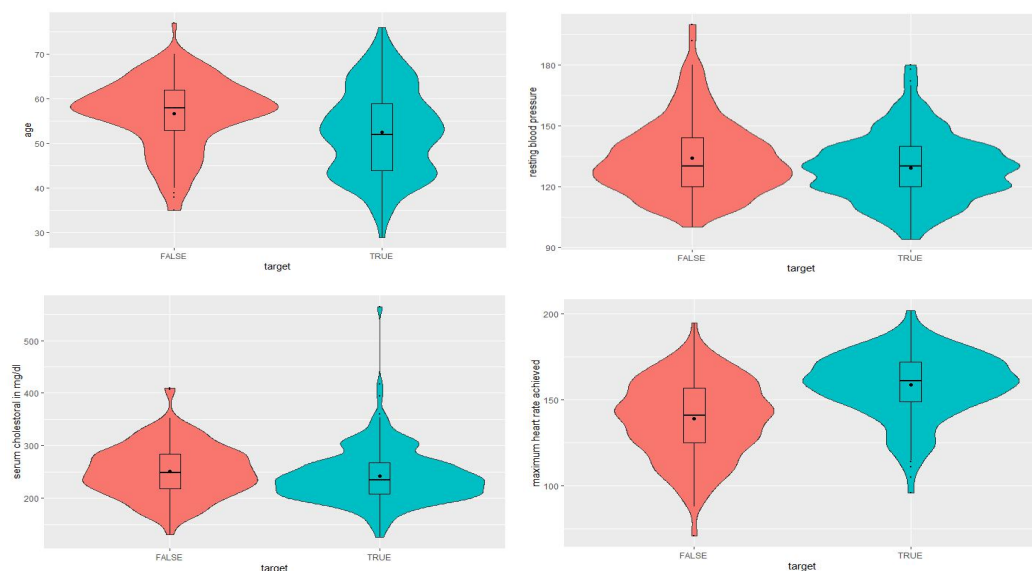 age
70
60
50
40
30
FALSE
TRUE
target
resting blood pressure
180
150
120
90
FALSE
TRUE
target
serum cholestoral in mg/dl
500
400
300
200
FALSE
TRUE
target
maximum heart rate achieved
200
150
100
FALSE
TRUE
target